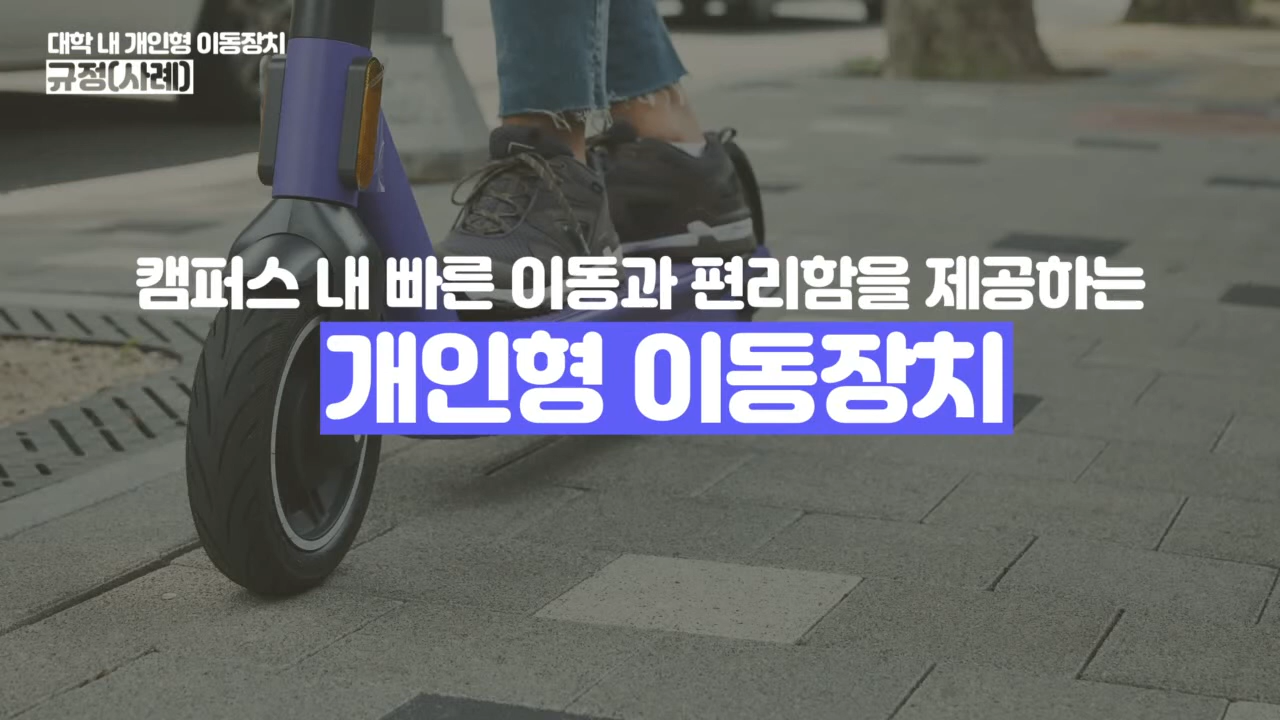 대학 내 개인형 이동장치
규정(사례)
캠퍼스 내 빠른 이동과 편리함을 제공하는
개인형 이동장치